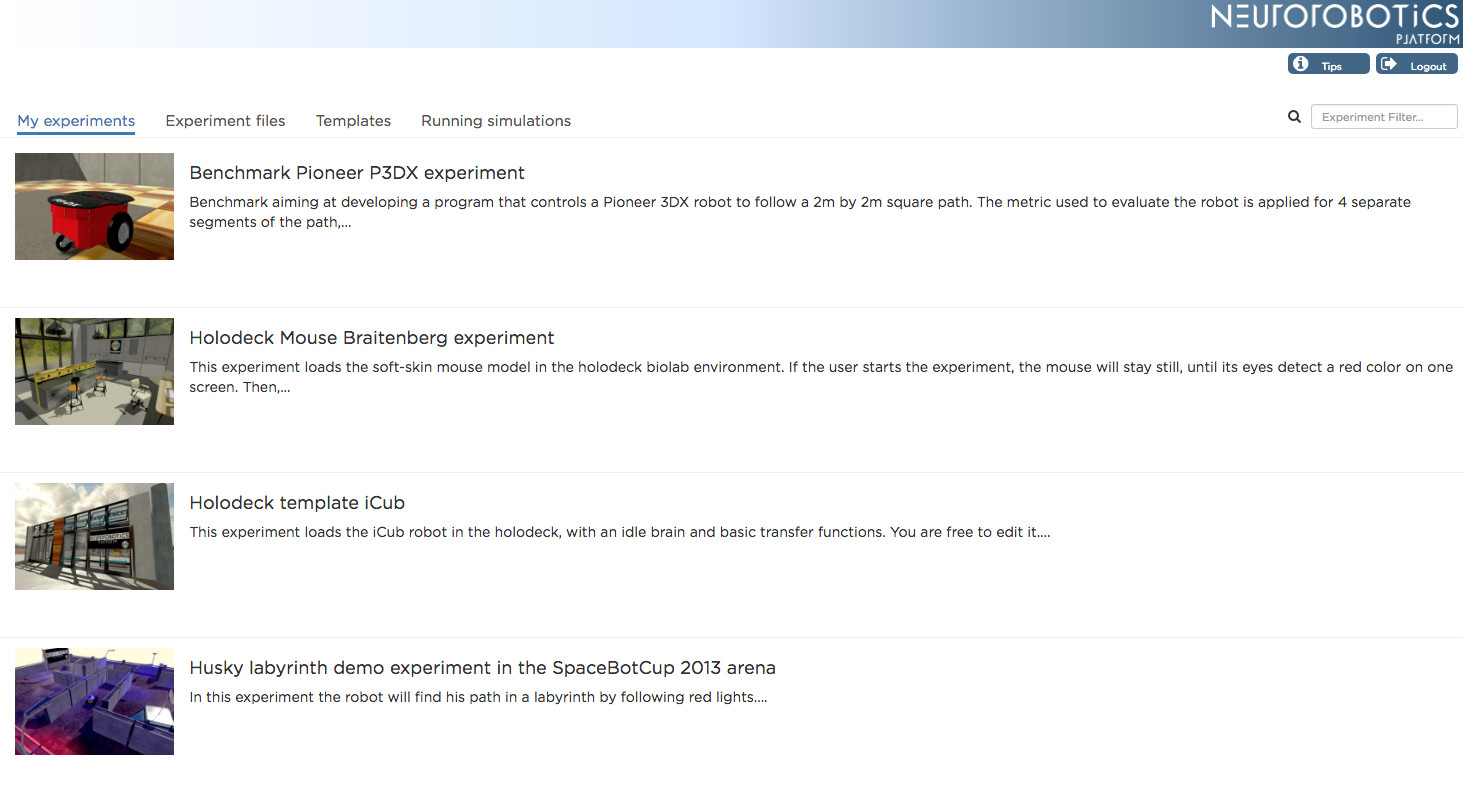 NEUROROBOTICS
PLATFORM
Tips
Logout
My experiments
Experiment files
Templates
Running simulations
Experiment Filter...
Benchmark Pioneer P3DX experiment
Benchmark aiming at developing a program that controls a Pioneer 3DX robot to follow a 2m by 2m square path. The metric used to evaluate the robot is applied for 4 separate
segments of the path,...
Holodeck Mouse Braitenberg experiment
This experiment loads the soft-skin mouse model in the holodeck biolab environment. If the user starts the experiment, the mouse will stay still, until its eyes detect a red color on one
screen. Then,...
Holodeck template iCub
This experiment loads the iCub robot in the holodeck, with an idle brain and basic transfer functions. You are free to edit it....
NEUROROBOTICS
Husky labyrinth demo experiment in the SpaceBotCup 2013 arena
In this experiment the robot will find his path in a labyrinth by following red lights....